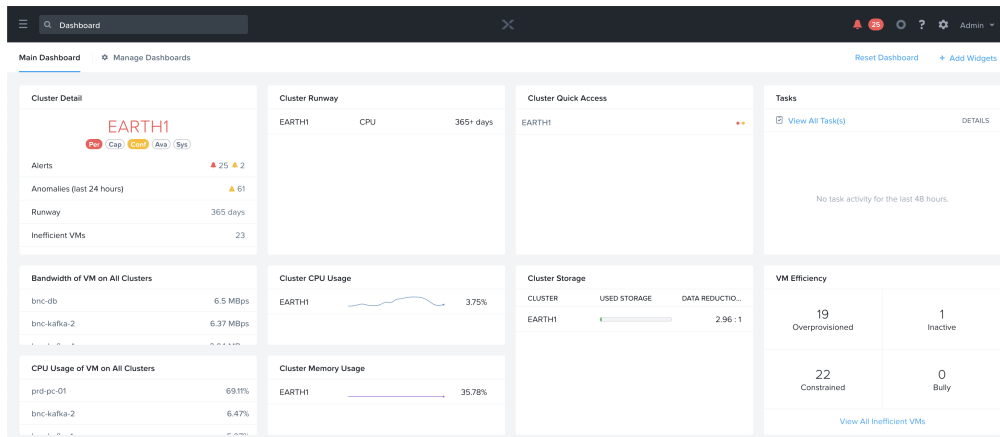 Dashboard
25
?
Admin
Main Dashboard
Manage Dashboards
Reset Dashboard
+ Add Widgets
Cluster Detail
EARTH1
Per Cap Conf Ava Sys
Alerts 25 2
Anomalies (last 24 hours) 61
Runway 365 days
Inefficient VMs 23
Cluster Runway
EARTH1 CPU 365+ days
Cluster Quick Access
EARTH1
Tasks
View All Task(s) DETAILS
No task activity for the last 48 hours.
Bandwidth of VM on All Clusters
bnc-db 6.5 MBps
bnc-kafka-2 6.37 MBps
Cluster CPU Usage
EARTH1 3.75%
Cluster Storage
CLUSTER USED STORAGE DATA REDUCTIO...
EARTH1 2.96 : 1
VM Efficiency
19
Overprovisioned
1
Inactive
22
Constrained
0
Bully
View All Inefficient VMs
CPU Usage of VM on All Clusters
prd-pc-01 69.11%
bnc-kafka-2 6.47%
Cluster Memory Usage
EARTH1 35.78%